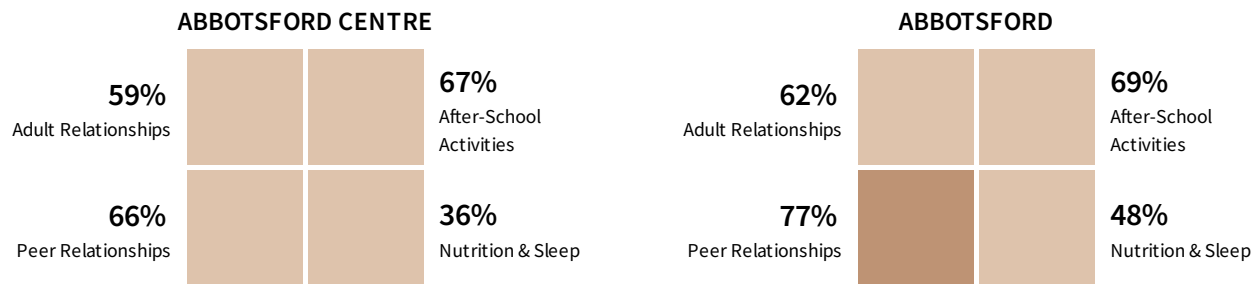 ABBOTSFORD CENTRE
59%
Adult Relationships
67%
After-School
Activities
66%
Peer Relationships
36%
Nutrition & Sleep
ABBOTSFORD
62%
Adult Relationships
69%
After-School
Activities
77%
Peer Relationships
48%
Nutrition & Sleep